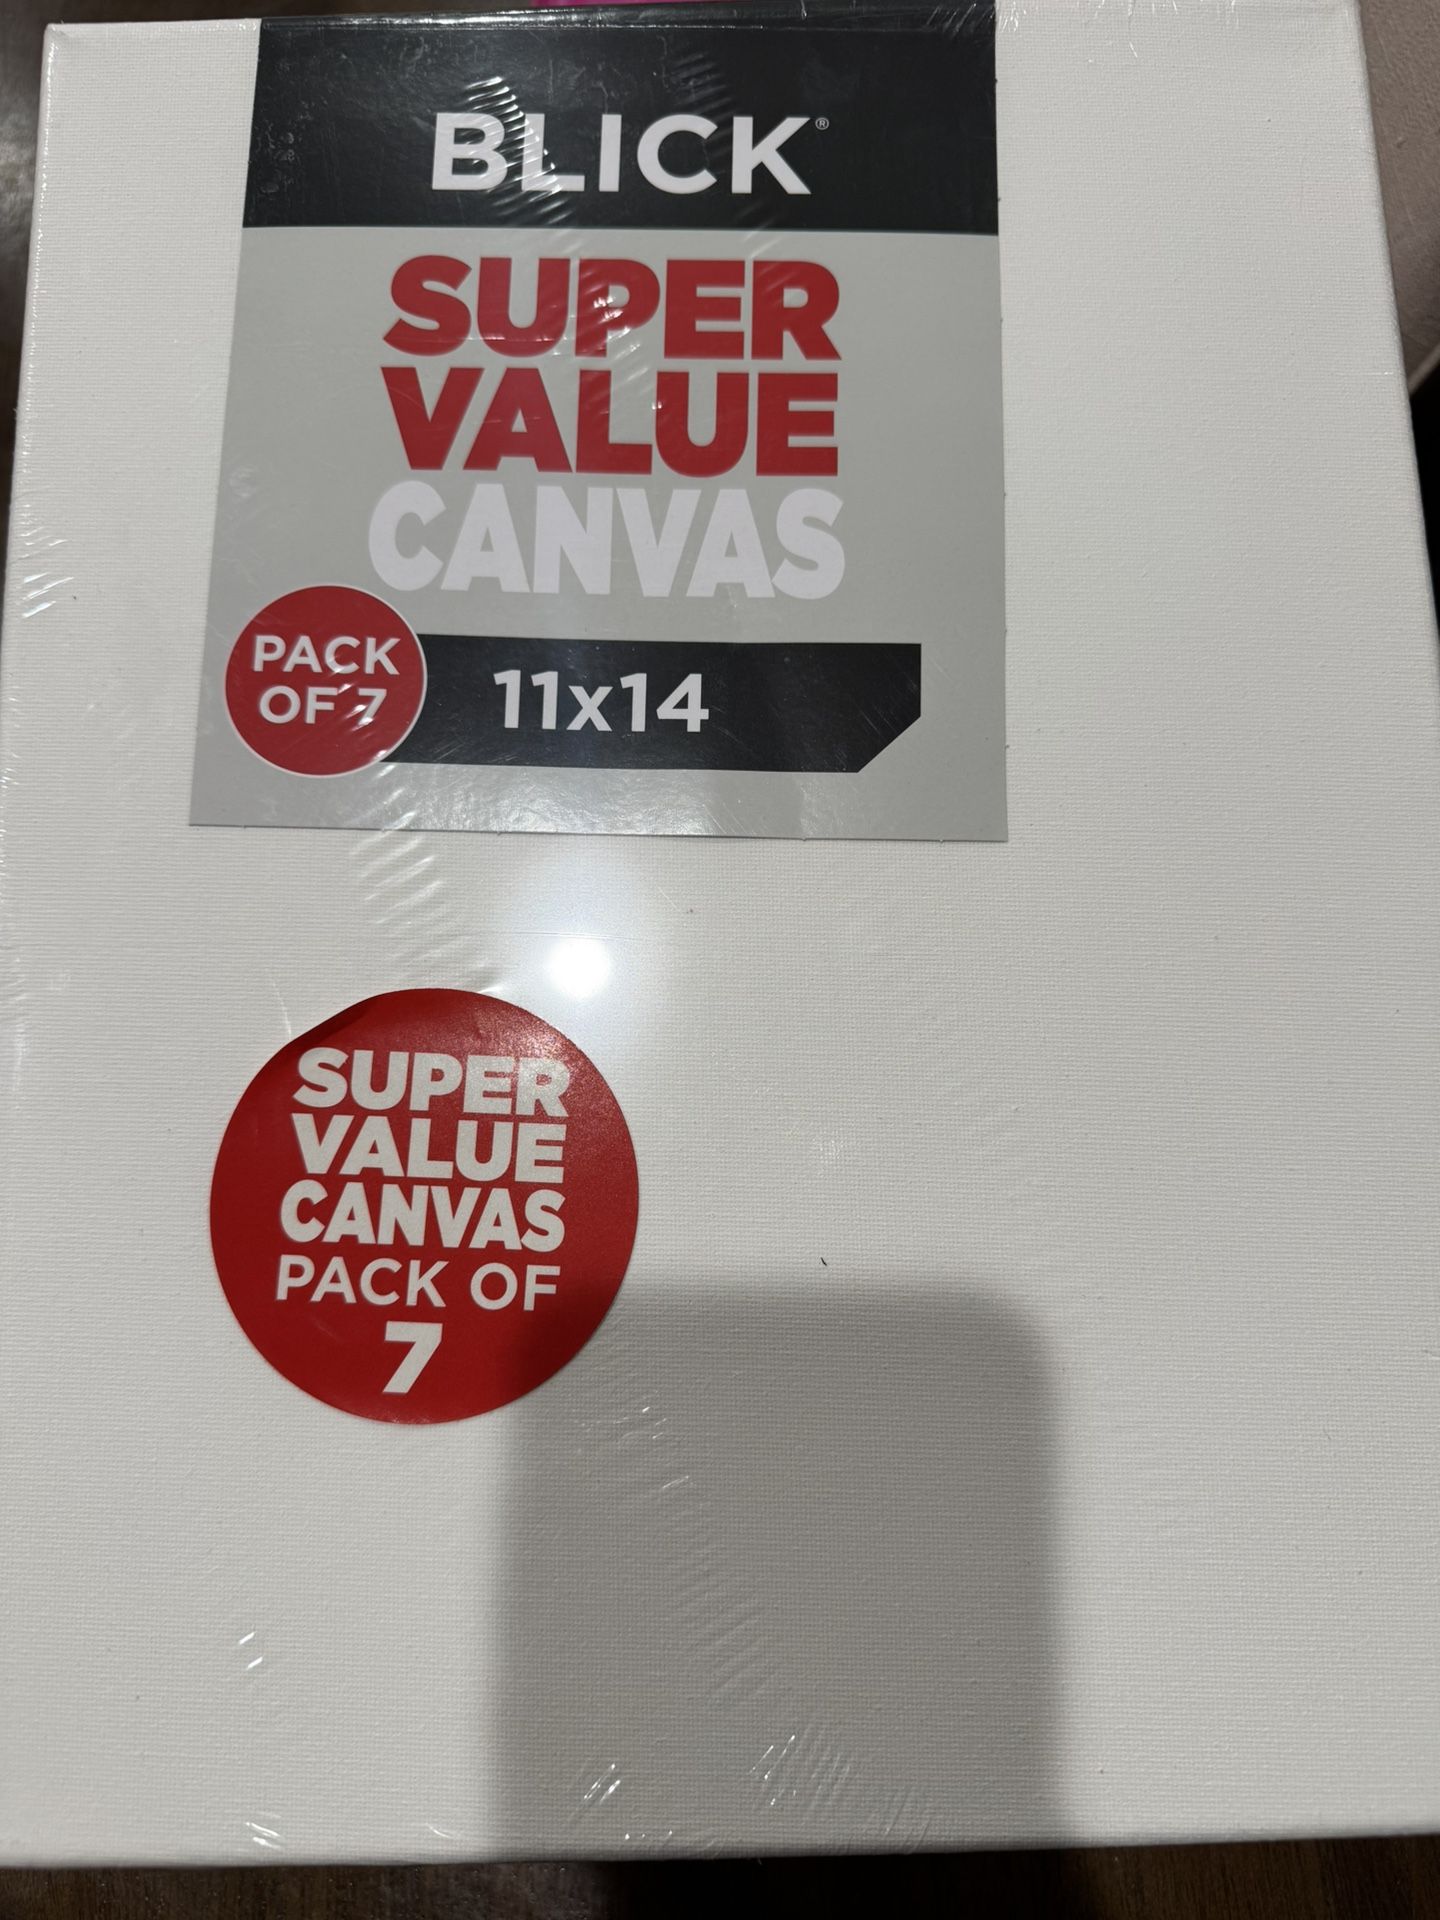 BLICK®
SUPER
VALUE
CANVAS
PACK
OF 7
11x14
SUPER
VALUE
CANVAS
PACK OF
7